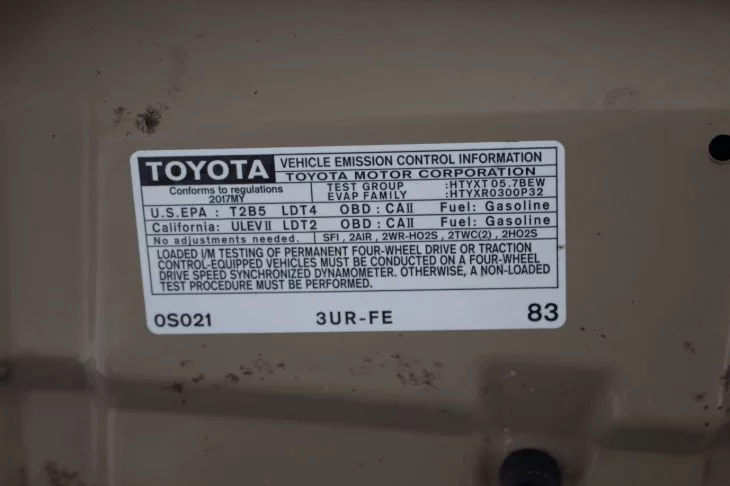 TOYOTA
VEHICLE EMISSION CONTROL INFORMATION
TOYOTA MOTOR CORPORATION
Conforms to regulations
2017MY
TEST GROUP :HTYXT05.7BEW
EVAP FAMILY :HTYXR0300P32
U.S.EPA : T2B5 LDT4 OBD : CAII Fuel: Gasoline
California: ULEVII LDT2 OBD : CAII Fuel: Gasoline
No adjustments needed. SFI , 2AIR , 2WR-HO2S , 2TWC(2) , 2HO2S
LOADED I/M TESTING OF PERMANENT FOUR-WHEEL DRIVE OR TRACTION
CONTROL-EQUIPPED VEHICLES MUST BE CONDUCTED ON A FOUR-WHEEL
DRIVE SPEED SYNCHRONIZED DYNAMOMETER. OTHERWISE, A NON-LOADED
TEST PROCEDURE MUST BE PERFORMED.
0S021 3UR-FE 83